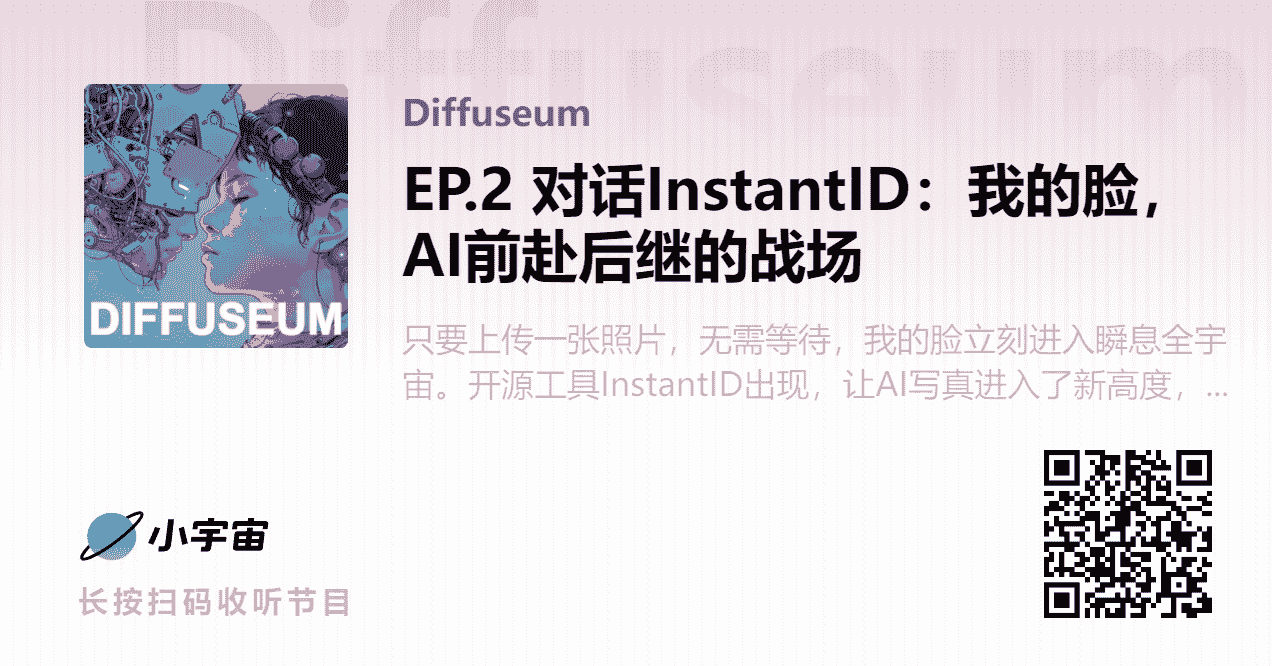 Diffuseum
DIFFUSEUM
Diffuseum
EP.2 对话InstantID：我的脸，
AI前赴后继的战场
只要上传一张照片，无需等待，我的脸立刻进入瞬息全宇
宙。开源工具InstantID出现，让AI写真进入了新高度，...
小宇宙
长按扫码收听节目